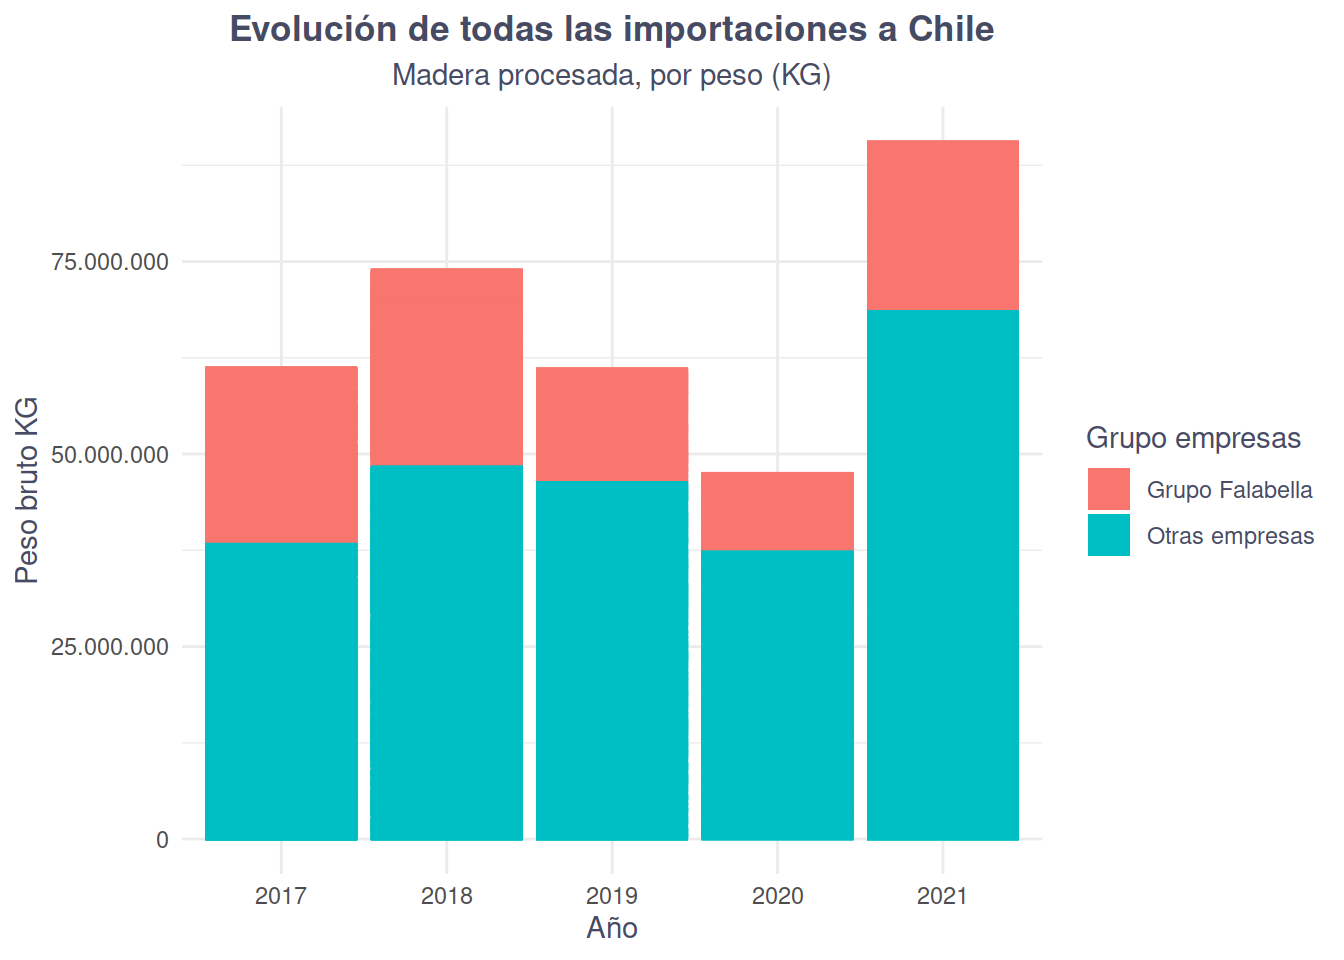 Evolución de todas las importaciones a Chile
Madera procesada, por peso (KG)
Peso bruto KG
75.000.000
50.000.000
25.000.000
0
2017 2018 2019 2020 2021
Año
Grupo empresas
Grupo Falabella
Otras empresas